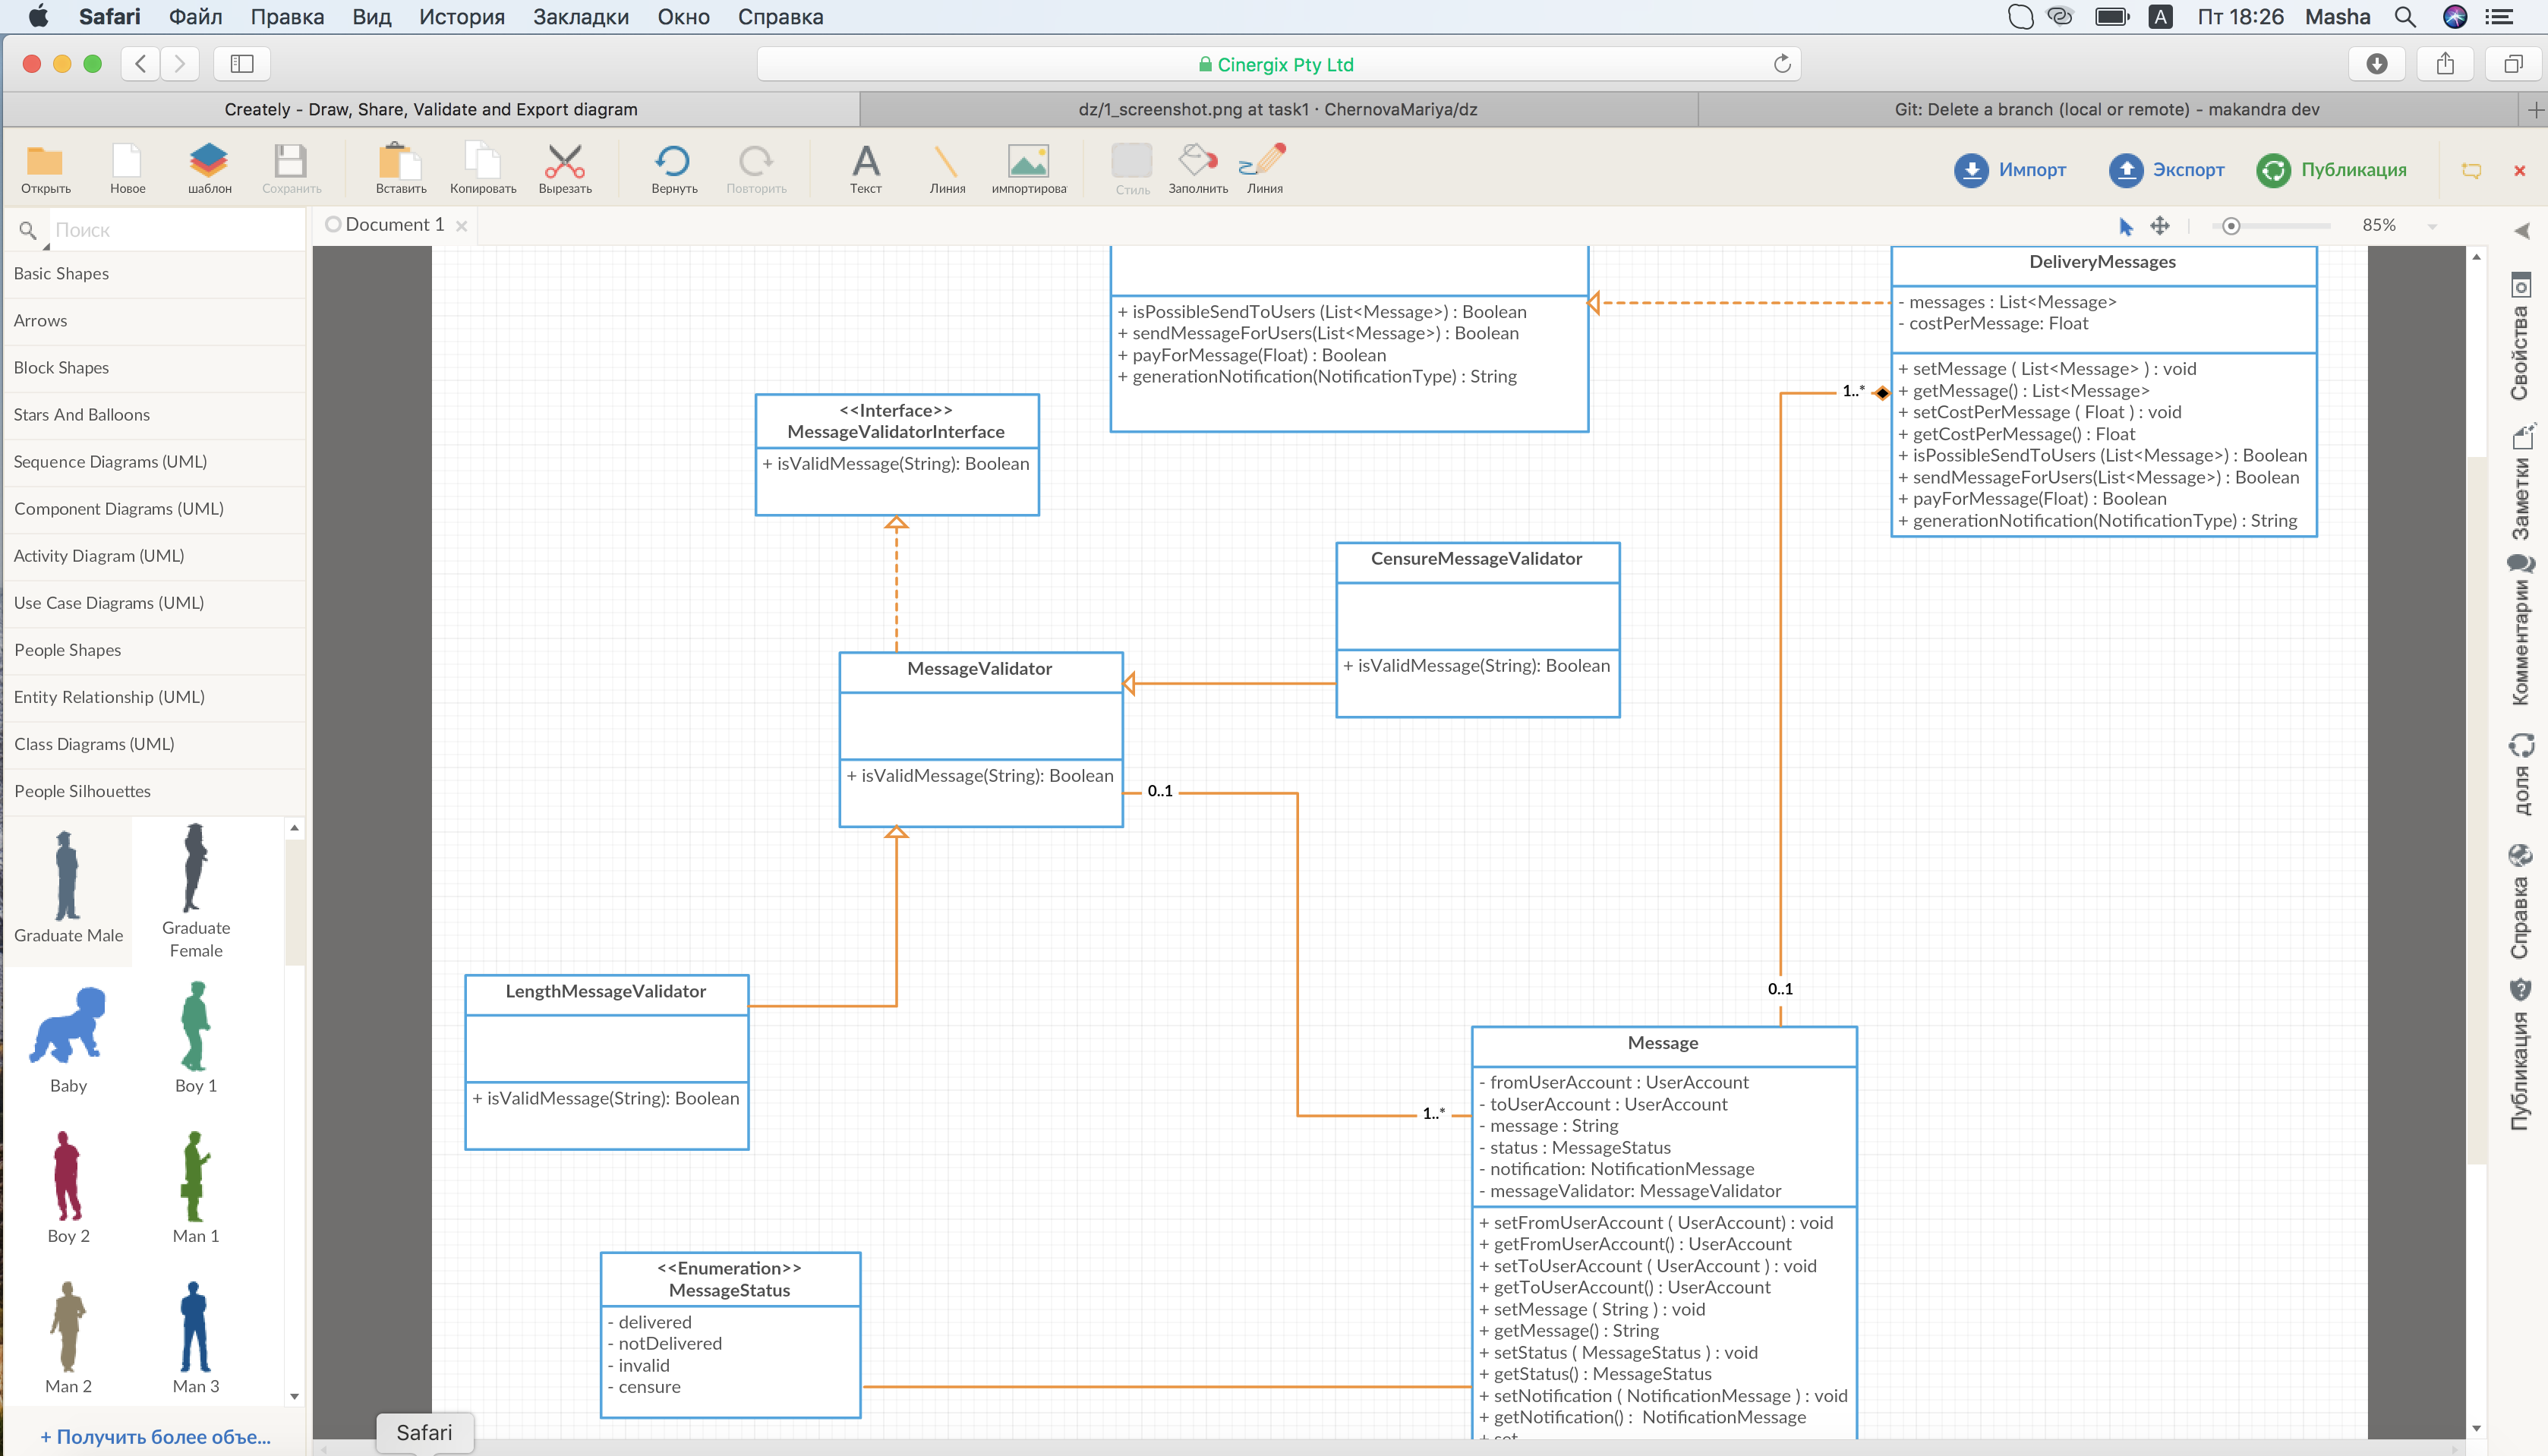 Safari Файл Правка Вид История Закладки Окно Справка
A Пт 18:26 Masha
Cinergix Pty Ltd
Creately - Draw, Share, Validate and Export diagram
dz/1_screenshot.png at task1 · ChernovaMariya/dz
Git: Delete a branch (local or remote) - makandra dev
Открыть
Новое
шаблон
Сохранить
Вставить
Копировать
Вырезать
Вернуть
Повторить
Текст
Линия
импортирова
Стиль
Заполнить
Линия
Импорт
Экспорт
Публикация
Поиск
Document 1
85%
Basic Shapes
Arrows
Block Shapes
Stars And Balloons
Sequence Diagrams (UML)
Component Diagrams (UML)
Activity Diagram (UML)
Use Case Diagrams (UML)
People Shapes
Entity Relationship (UML)
Class Diagrams (UML)
People Silhouettes
Graduate Male
Graduate
Female
Baby
Boy 1
Boy 2
Man 1
Man 2
Man 3
+ Получить более объе...
Safari
+ isPossibleSendToUsers (List<Message>) : Boolean
+ sendMessageForUsers(List<Message>) : Boolean
+ payForMessage(Float) : Boolean
+ generationNotification(NotificationType) : String
DeliveryMessages
- messages : List<Message>
- costPerMessage: Float
+ setMessage ( List<Message> ) : void
+ getMessage() : List<Message>
+ setCostPerMessage ( Float ) : void
+ getCostPerMessage() : Float
+ isPossibleSendToUsers (List<Message>) : Boolean
+ sendMessageForUsers(List<Message>) : Boolean
+ payForMessage(Float) : Boolean
+ generationNotification(NotificationType) : String
1..*
<<Interface>>
MessageValidatorInterface
+ isValidMessage(String): Boolean
CensureMessageValidator
+ isValidMessage(String): Boolean
MessageValidator
+ isValidMessage(String): Boolean
0..1
LengthMessageValidator
+ isValidMessage(String): Boolean
0..1
1..*
Message
- fromUserAccount : UserAccount
- toUserAccount : UserAccount
- message : String
- status : MessageStatus
- notification: NotificationMessage
- messageValidator: MessageValidator
+ setFromUserAccount ( UserAccount) : void
+ getFromUserAccount() : UserAccount
+ setToUserAccount ( UserAccount ) : void
+ getToUserAccount() : UserAccount
+ setMessage ( String ) : void
+ getMessage() : String
+ setStatus ( MessageStatus ) : void
+ getStatus() : MessageStatus
+ setNotification ( NotificationMessage ) : void
+ getNotification() : NotificationMessage
<<Enumeration>>
MessageStatus
- delivered
- notDelivered
- invalid
- censure
Свойства
Заметки
Комментарии
доля
Справка
Публикация